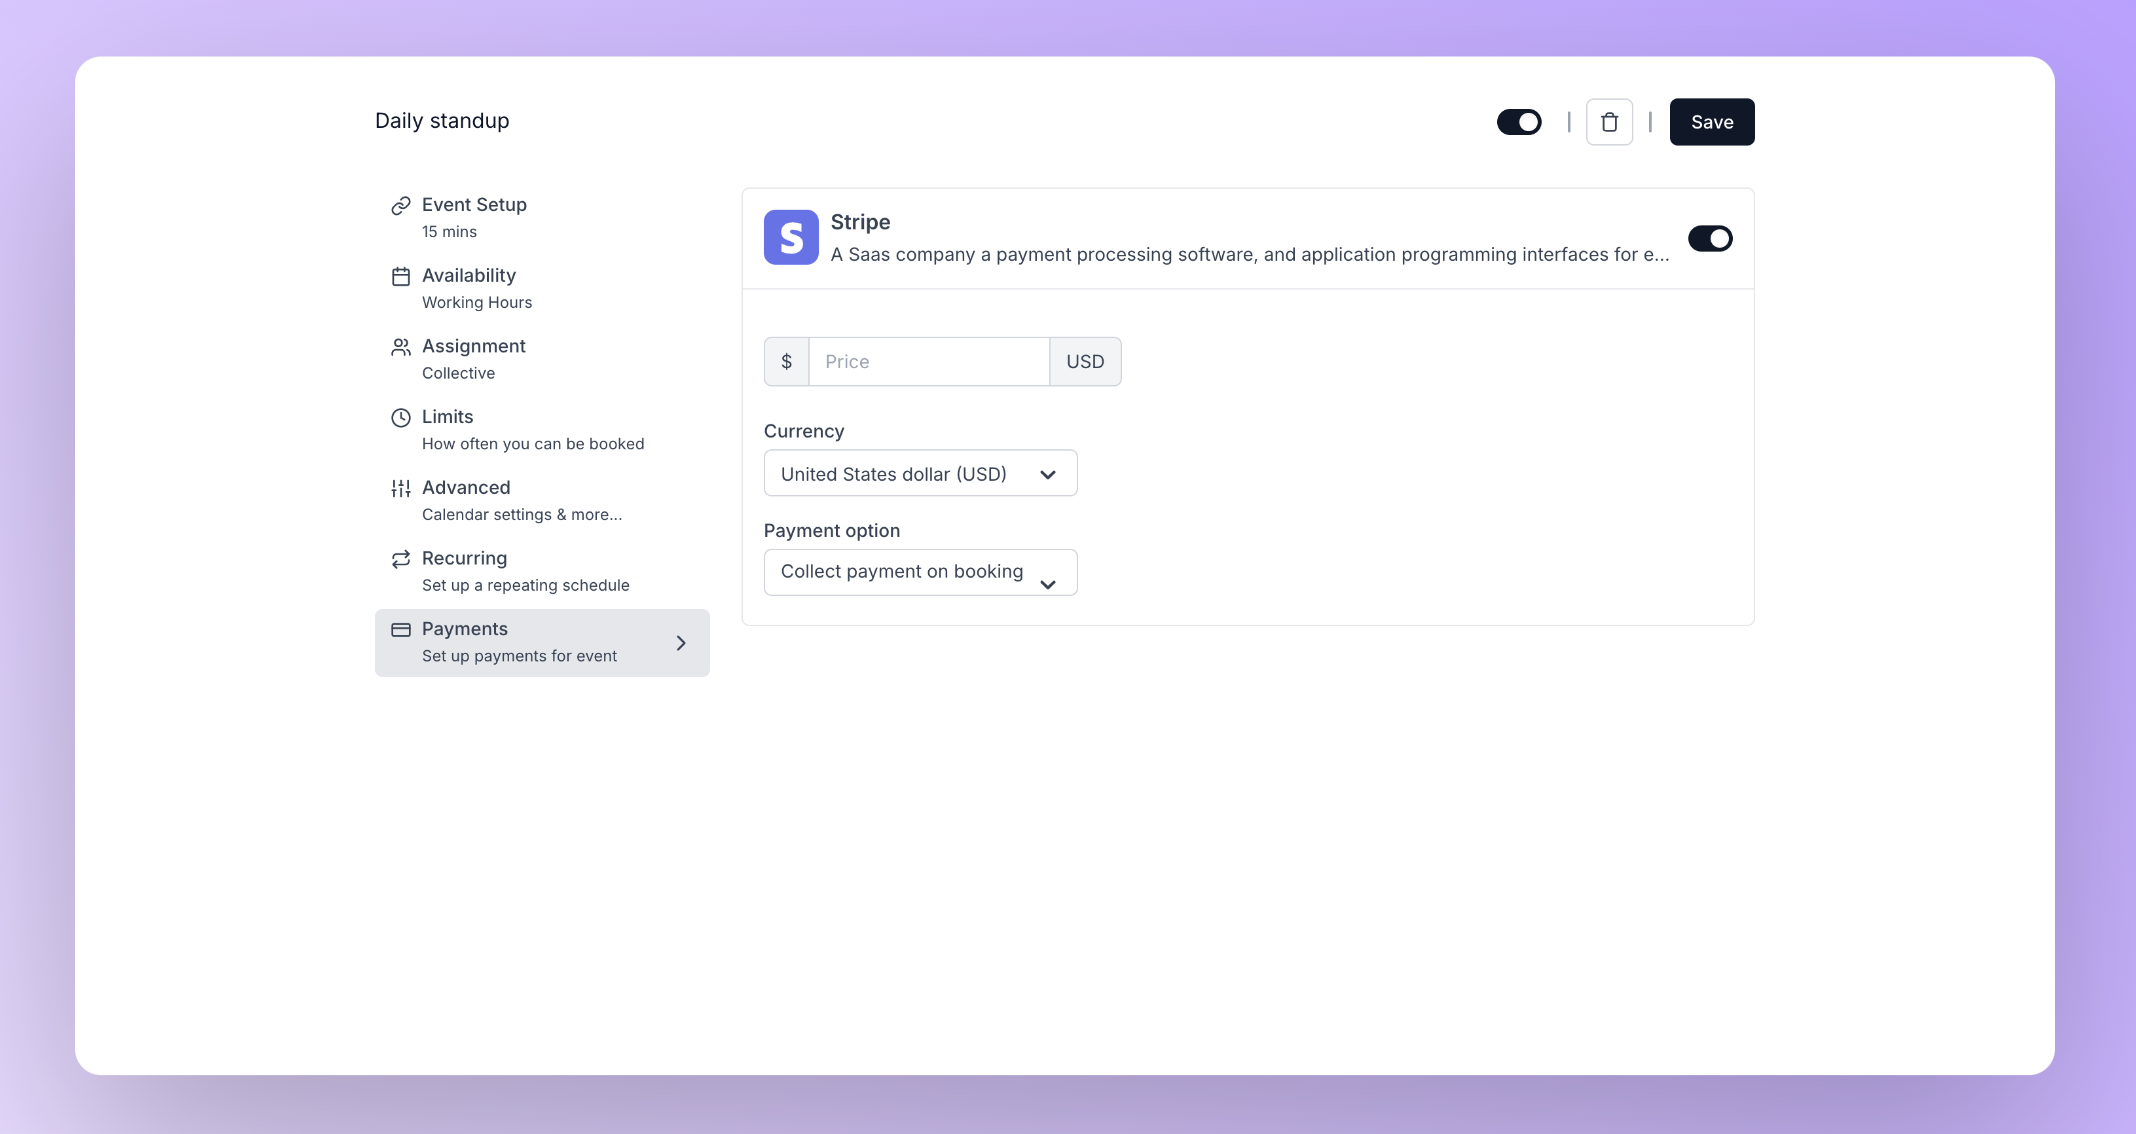 Daily standup
Save
Event Setup
15 mins
Availability
Working Hours
Assignment
Collective
Limits
How often you can be booked
Advanced
Calendar settings & more...
Recurring
Set up a repeating schedule
Payments
Set up payments for event
S
Stripe
A Saas company a payment processing software, and application programming interfaces for e...
$ Price USD
Currency
United States dollar (USD)
Payment option
Collect payment on booking